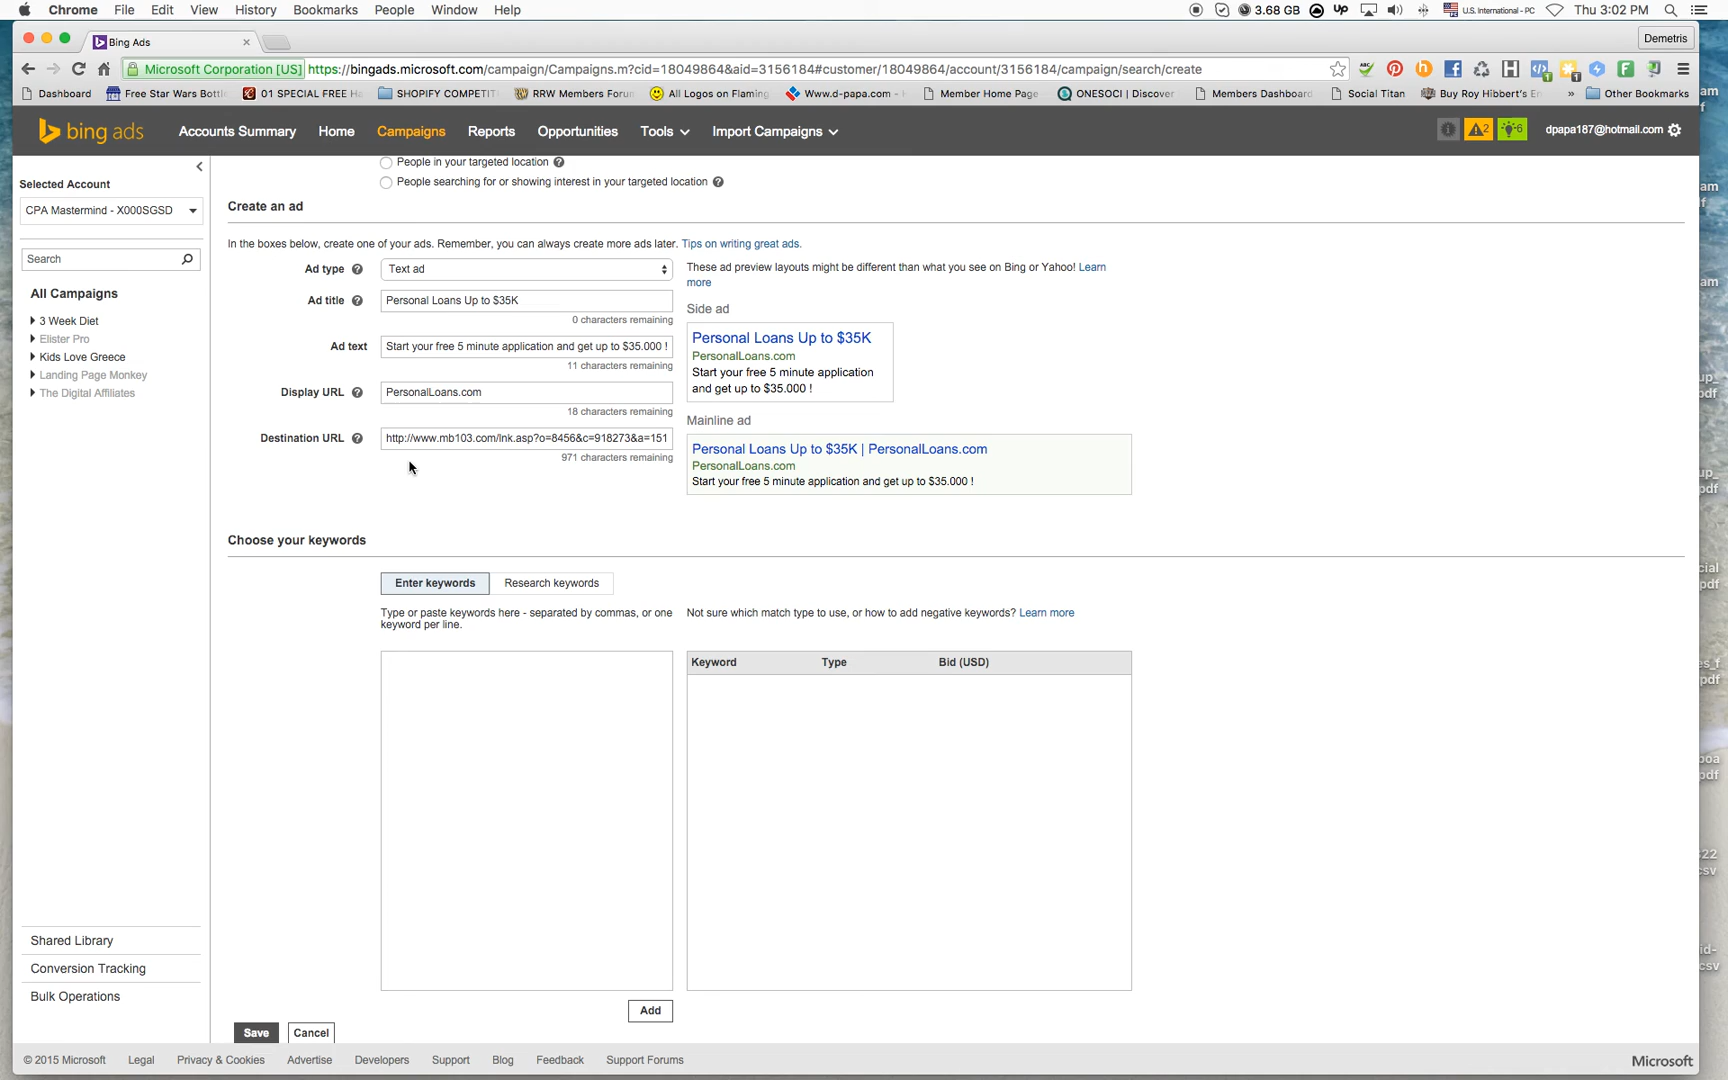 Chrome File Edit View History Bookmarks People Window Help 3.68 GB UP U.S. International - PC Thu 3:02 PM
Bing Ads Demetris
Microsoft Corporation [US] https://bingads.microsoft.com/campaign/Campaigns.m?cid=18049864&aid=3156184#customer/18049864/account/3156184/campaign/search/create
Dashboard Free Star Wars Bottl 01 SPECIAL FREE Ha SHOPIFY COMPETIT RRW Members Forum All Logos on Flaming Www.d-papa.com - Member Home Page ONESOCI | Discover Members Dashboard Social Titan Buy Roy Hibbert's En » Other Bookmarks
bing ads Accounts Summary Home Campaigns Reports Opportunities Tools Import Campaigns 2 6 dpapa187@hotmail.com
People in your targeted location
People searching for or showing interest in your targeted location
Selected Account
CPA Mastermind - X000SGSD
Search
All Campaigns
3 Week Diet
Elister Pro
Kids Love Greece
Landing Page Monkey
The Digital Affiliates
Shared Library
Conversion Tracking
Bulk Operations
Create an ad
In the boxes below, create one of your ads. Remember, you can always create more ads later. Tips on writing great ads.
Ad type Text ad
Ad title Personal Loans Up to $35K
0 characters remaining
Ad text Start your free 5 minute application and get up to $35.000 !
11 characters remaining
Display URL PersonalLoans.com
18 characters remaining
Destination URL http://www.mb103.com/lnk.asp?o=8456&c=918273&a=151
971 characters remaining
These ad preview layouts might be different than what you see on Bing or Yahoo! Learn
more
Side ad
Personal Loans Up to $35K
PersonalLoans.com
Start your free 5 minute application
and get up to $35.000 !
Mainline ad
Personal Loans Up to $35K | PersonalLoans.com
PersonalLoans.com
Start your free 5 minute application and get up to $35.000 !
Choose your keywords
Enter keywords Research keywords
Type or paste keywords here - separated by commas, or one
keyword per line.
Not sure which match type to use, or how to add negative keywords? Learn more
Keyword Type Bid (USD)
Add
Save Cancel
© 2015 Microsoft Legal Privacy & Cookies Advertise Developers Support Blog Feedback Support Forums Microsoft